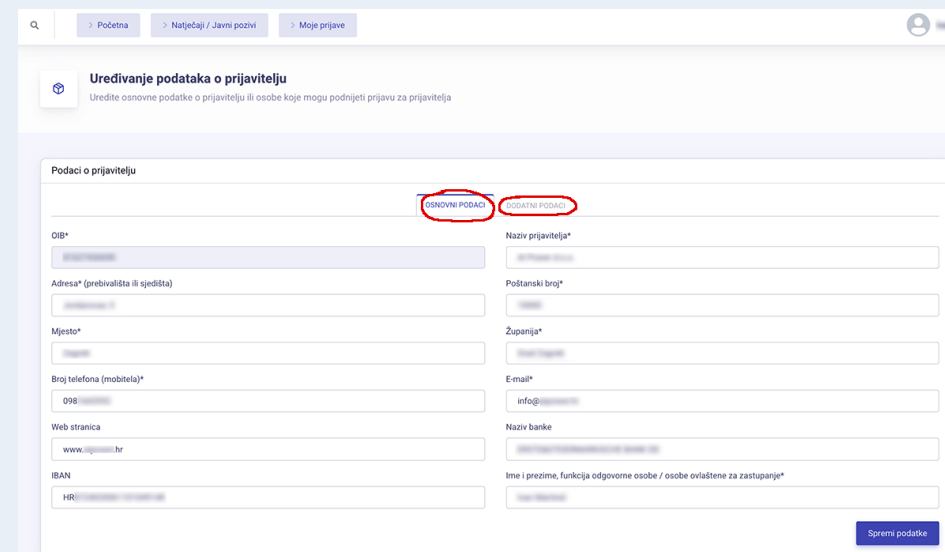 Početna
Natječaji / Javni pozivi
Moje prijave
Uređivanje podataka o prijavitelju
Uredite osnovne podatke o prijavitelju ili osobe koje mogu podnijeti prijavu za prijavitelja
Podaci o prijavitelju
OSNOVNI PODACI
DODATNI PODACI
OIB*
Naziv prijavitelja*
Adresa* (prebivališta ili sjedišta)
Poštanski broj*
Mjesto*
Županija*
Broj telefona (mobitela)*
E-mail*
098
info@
Web stranica
Naziv banke
www. .hr
IBAN
Ime i prezime, funkcija odgovorne osobe / osobe ovlaštene za zastupanje*
HR
Spremi podatke